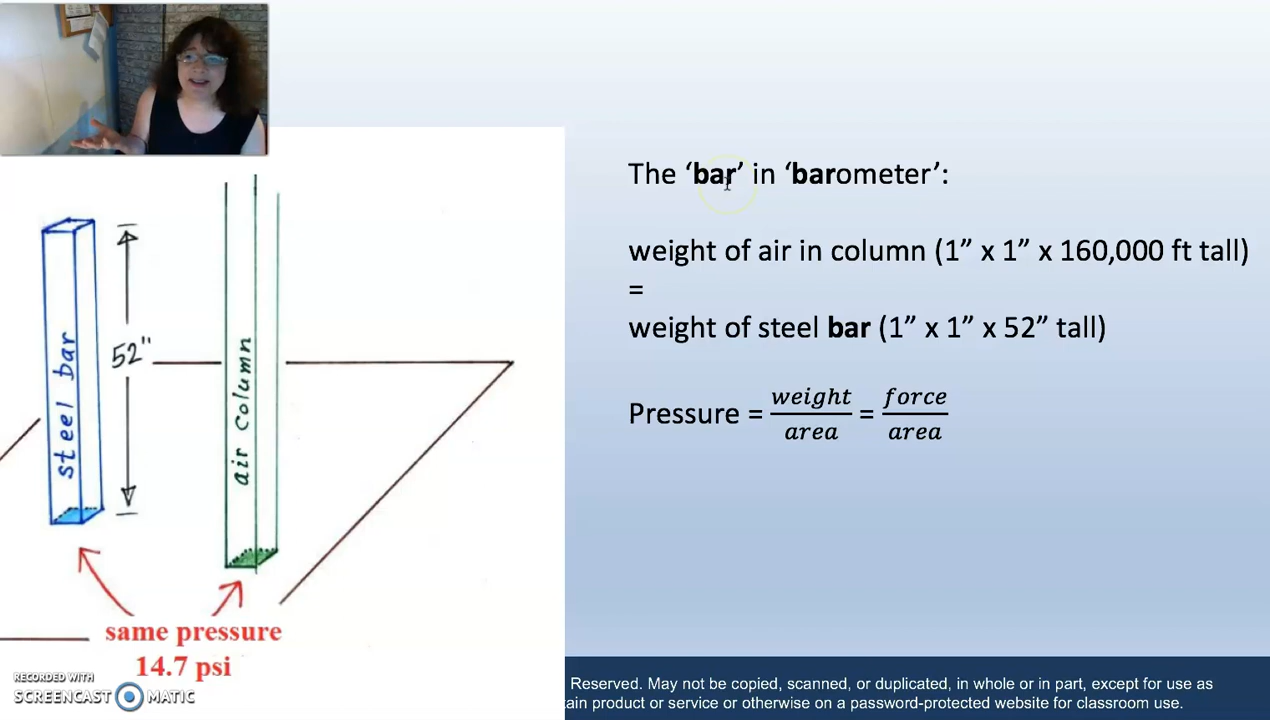 The ‘bar’ in ‘barometer’:
weight of air in column (1” x 1” x 160,000 ft tall)
=
weight of steel bar (1” x 1” x 52” tall)
Pressure = weight/area = force/area
steel bar
52"
air column
same pressure
14.7 psi
RECORDED WITH
SCREENCAST MATIC
Reserved. May not be copied, scanned, or duplicated, in whole or in part, except for use as
tain product or service or otherwise on a password-protected website for classroom use.